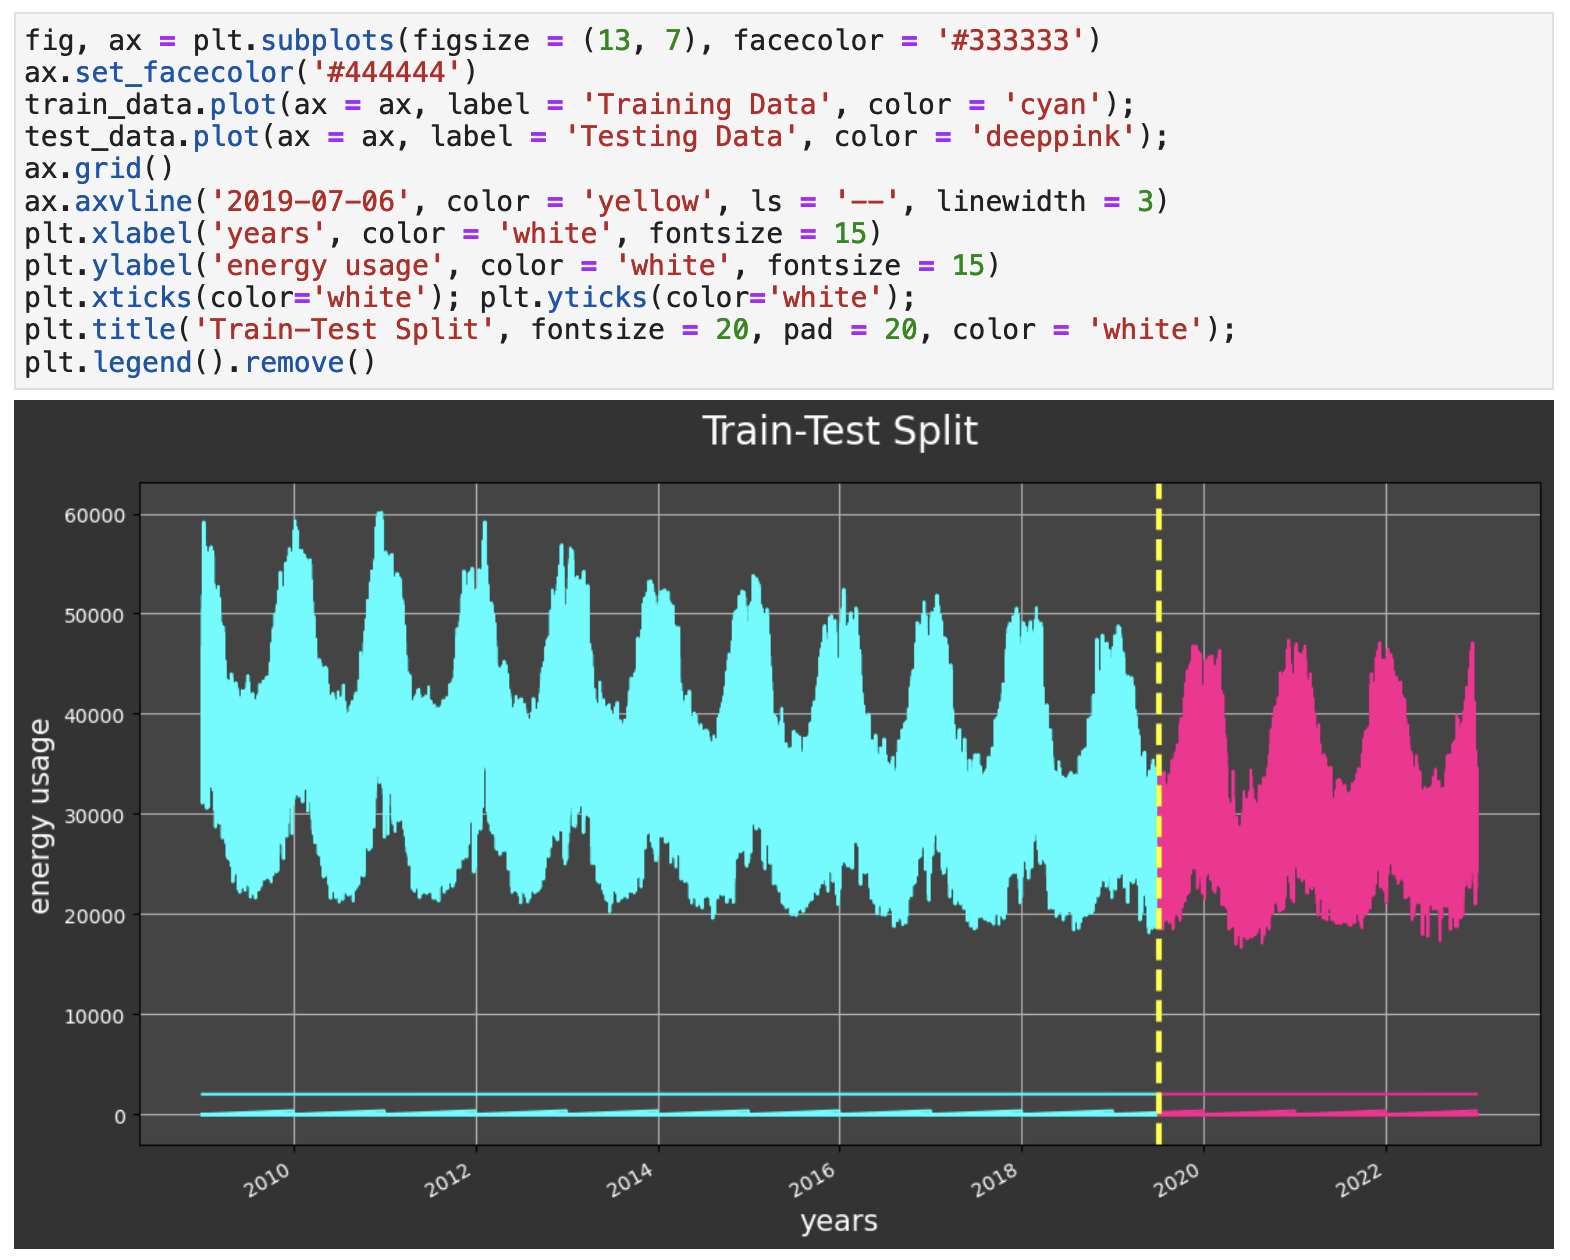 fig, ax = plt.subplots(figsize = (13, 7), facecolor = '#333333')
ax.set_facecolor('#444444')
train_data.plot(ax = ax, label = 'Training Data', color = 'cyan');
test_data.plot(ax = ax, label = 'Testing Data', color = 'deeppink');
ax.grid()
ax.axvline('2019-07-06', color = 'yellow', ls = '--', linewidth = 3)
plt.xlabel('years', color = 'white', fontsize = 15)
plt.ylabel('energy usage', color = 'white', fontsize = 15)
plt.xticks(color='white'); plt.yticks(color='white');
plt.title('Train-Test Split', fontsize = 20, pad = 20, color = 'white');
plt.legend().remove()
Train-Test Split
energy usage
60000
50000
40000
30000
20000
10000
0
2010 2012 2014 2016 2018 2020 2022
years